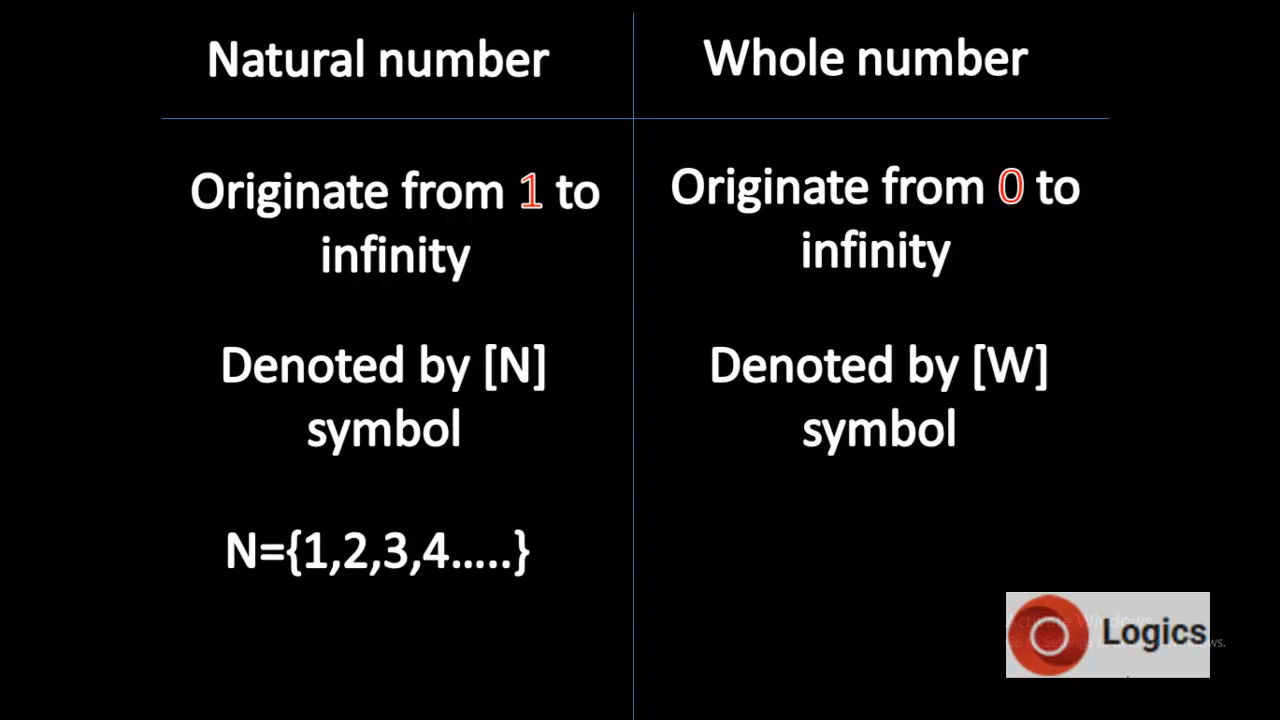 Natural number
Originate from 1 to
infinity
Denoted by [N]
symbol
N={1,2,3,4.....}
Whole number
Originate from 0 to
infinity
Denoted by [W]
symbol
Logics